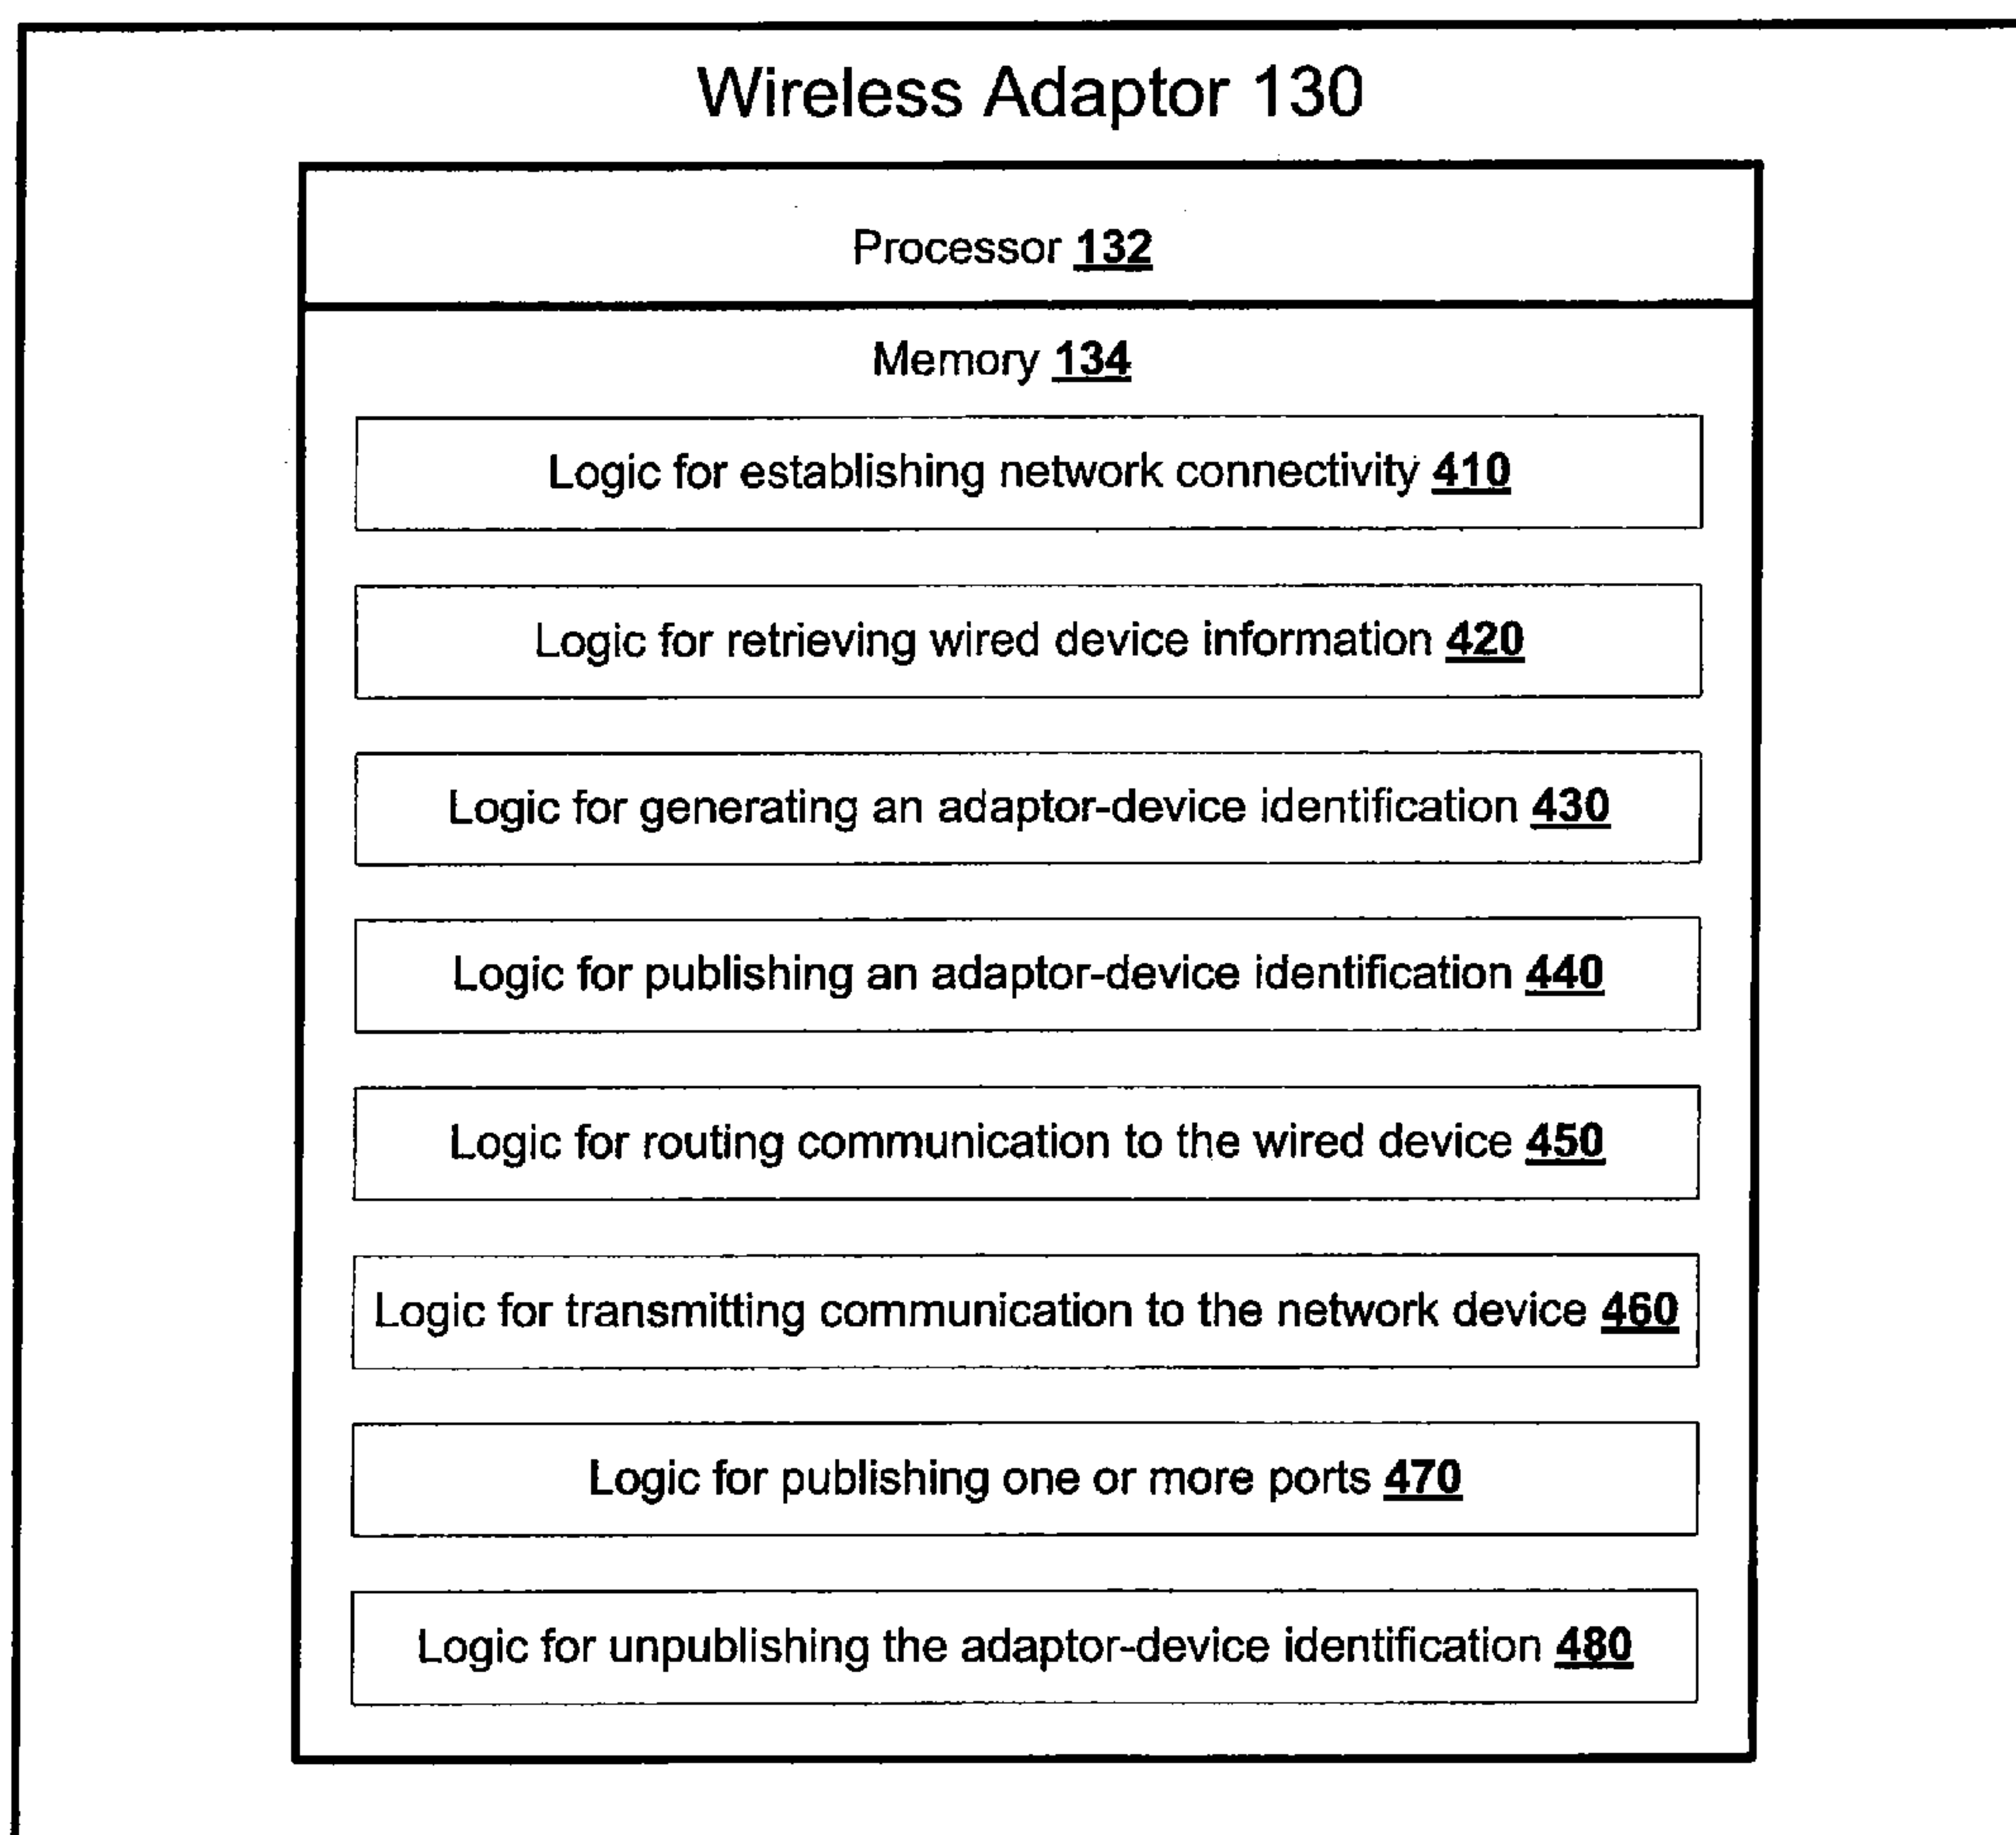 Wireless Adaptor 130
Processor 132
Memory 134
Logic for establishing network connectivity 410
Logic for retrieving wired device information 420
Logic for generating an adaptor-device identification 430
Logic for publishing an adaptor-device identification 440
Logic for routing communication to the wired device 450
Logic for transmitting communication to the network device 460
Logic for publishing one or more ports 470
Logic for unpublishing the adaptor-device identification 480